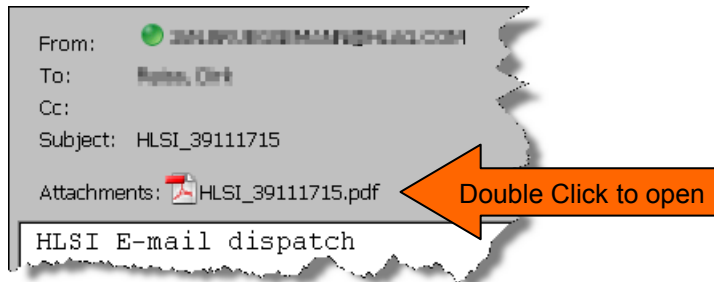 From:
To:
Cc:
Subject: HLSI_39111715
Attachments: HLSI_39111715.pdf
Double Click to open
HLSI E-mail dispatch